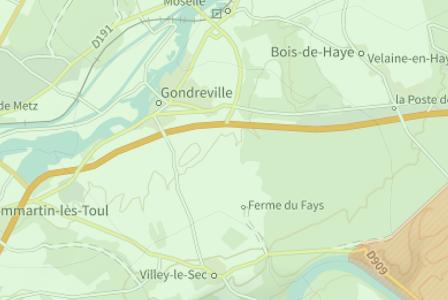 Moselle
D191
Bois-de-Haye
Velaine-en-Hay
Gondreville
de Metz
la Poste de
mmartin-lès-Toul
Ferme du Fays
D909
Villey-le-Sec